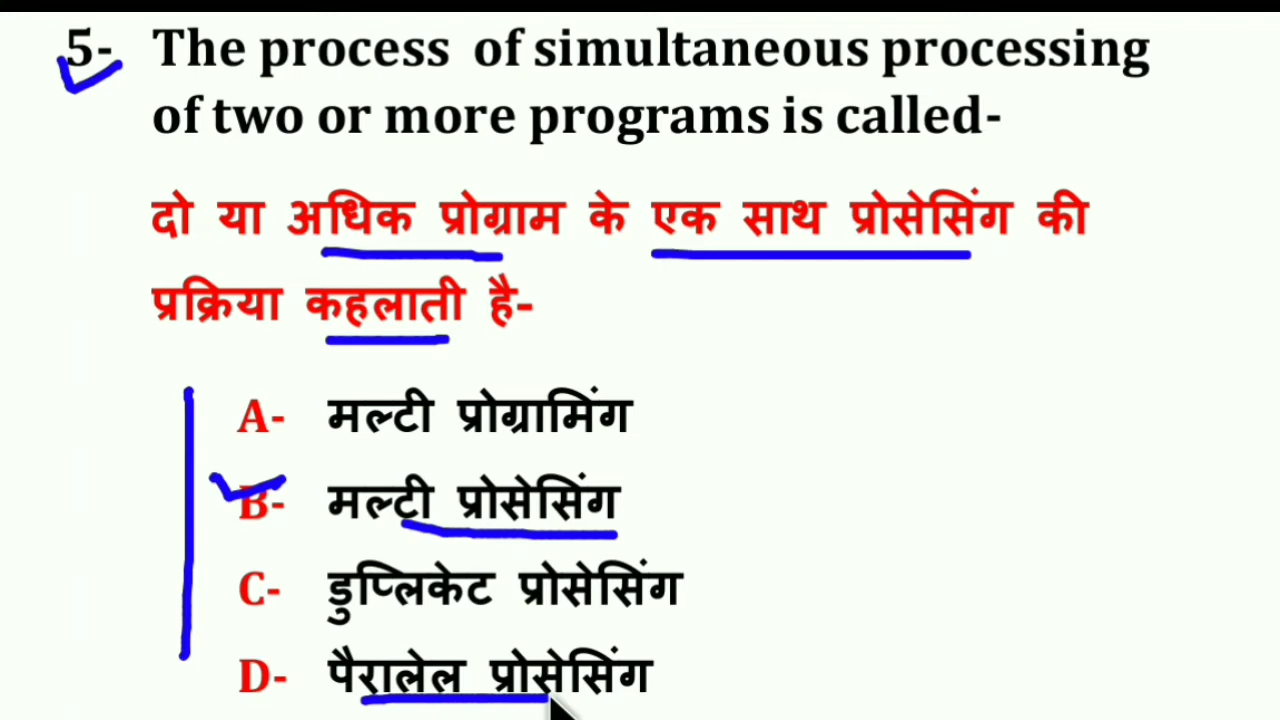 5- The process of simultaneous processing
of two or more programs is called-
दो या अधिक प्रोग्राम के एक साथ प्रोसेसिंग की
प्रक्रिया कहलाती है-
A- मल्टी प्रोग्रामिंग
B- मल्टी प्रोसेसिंग
C- डुप्लिकेट प्रोसेसिंग
D- पैरालेल प्रोसेसिंग